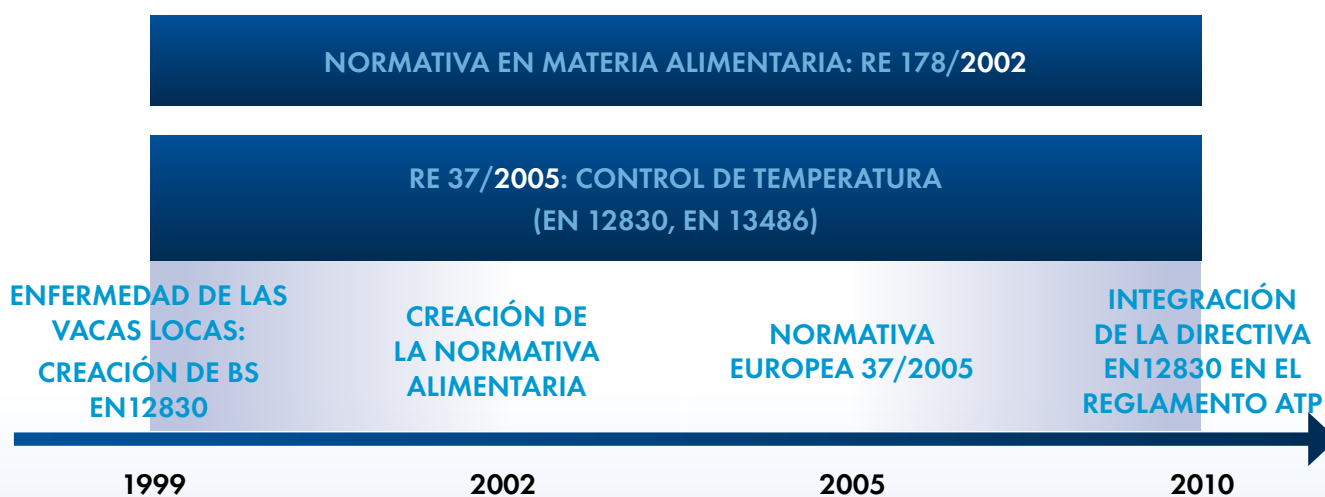 NORMATIVA EN MATERIA ALIMENTARIA: RE 178/2002
RE 37/2005: CONTROL DE TEMPERATURA
(EN 12830, EN 13486)
ENFERMEDAD DE LAS
VACAS LOCAS:
CREACIÓN DE BS
EN12830
CREACIÓN DE
LA NORMATIVA
ALIMENTARIA
NORMATIVA
EUROPEA 37/2005
INTEGRACIÓN
DE LA DIRECTIVA
EN12830 EN EL
REGLAMENTO ATP
1999
2002
2005
2010